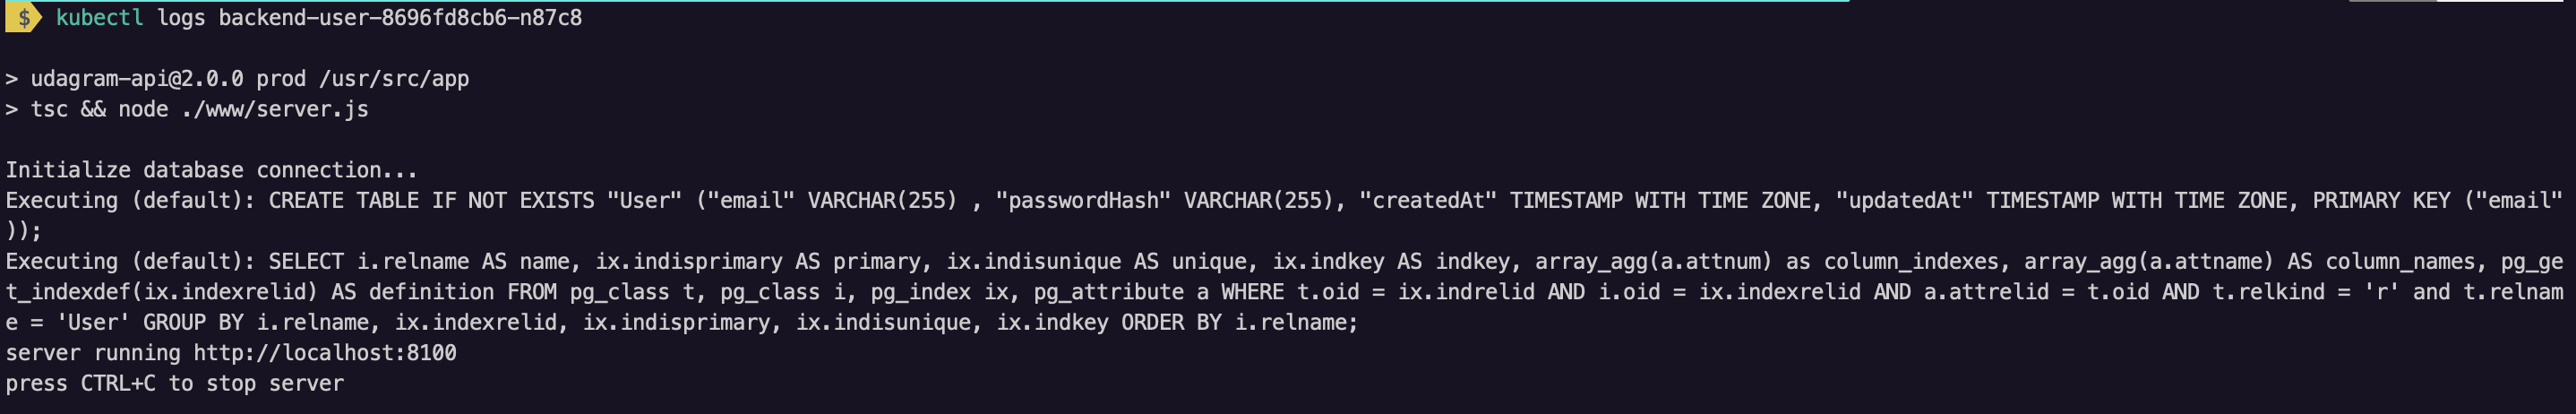 $ kubectl logs backend-user-8696fd8cb6-n87c8
> udagram-api@2.0.0 prod /usr/src/app
> tsc && node ./www/server.js
Initialize database connection...
Executing (default): CREATE TABLE IF NOT EXISTS "User" ("email" VARCHAR(255) , "passwordHash" VARCHAR(255), "createdAt" TIMESTAMP WITH TIME ZONE, "updatedAt" TIMESTAMP WITH TIME ZONE, PRIMARY KEY ("email"
));
Executing (default): SELECT i.relname AS name, ix.indisprimary AS primary, ix.indisunique AS unique, ix.indkey AS indkey, array_agg(a.attnum) as column_indexes, array_agg(a.attname) AS column_names, pg_ge
t_indexdef(ix.indexrelid) AS definition FROM pg_class t, pg_class i, pg_index ix, pg_attribute a WHERE t.oid = ix.indrelid AND i.oid = ix.indexrelid AND a.attrelid = t.oid AND t.relkind = 'r' and t.relnam
e = 'User' GROUP BY i.relname, ix.indexrelid, ix.indisprimary, ix.indisunique, ix.indkey ORDER BY i.relname;
server running http://localhost:8100
press CTRL+C to stop server